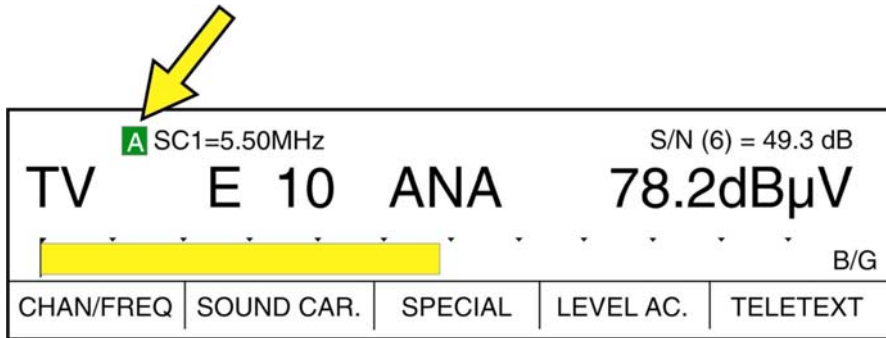 A SC1=5.50MHz S/N (6) = 49.3 dB
TV E 10 ANA 78.2dBµV
B/G
CHAN/FREQ SOUND CAR. SPECIAL LEVEL AC. TELETEXT